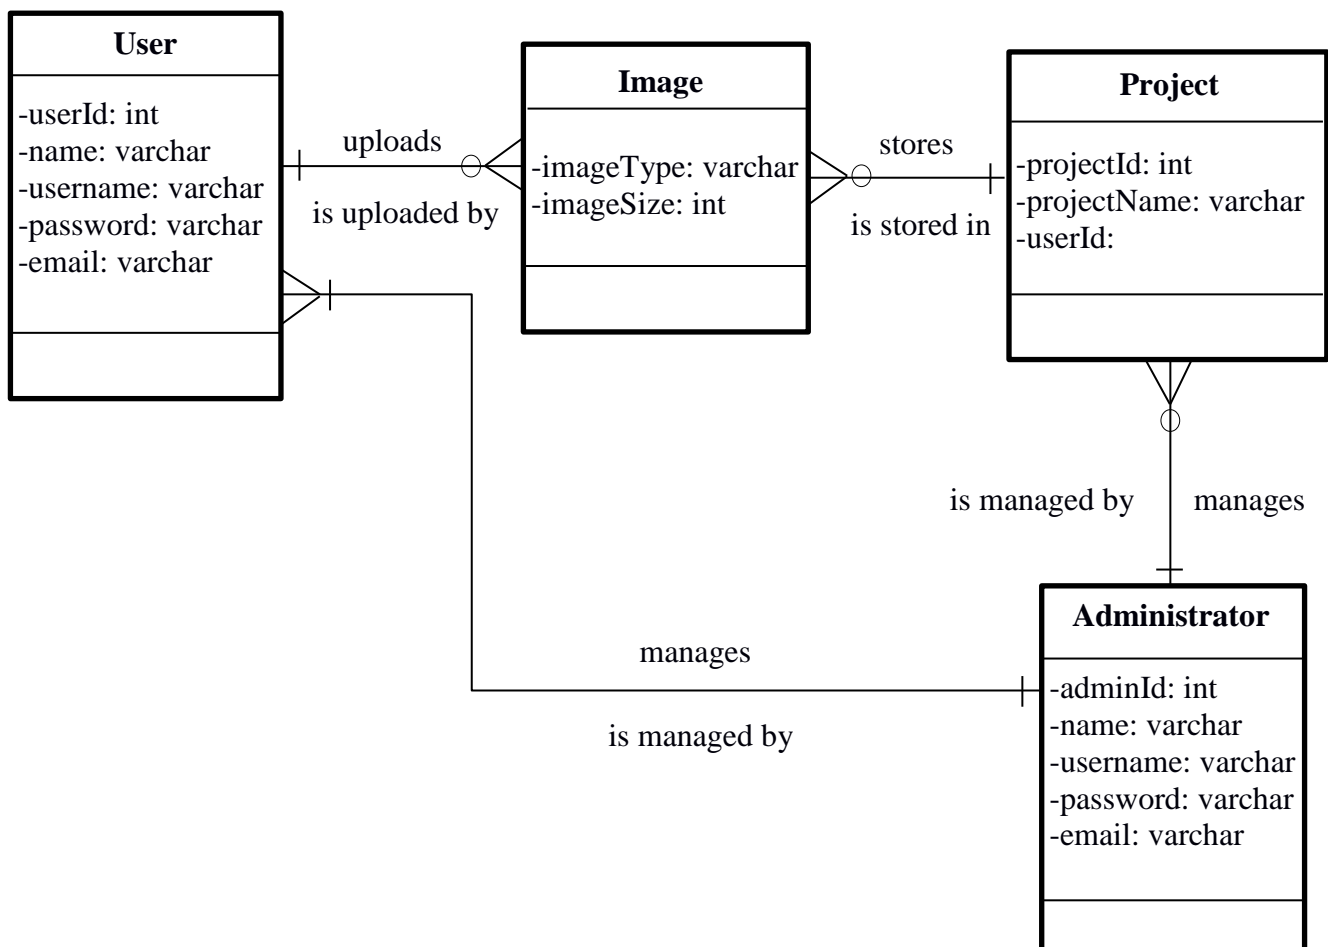 User
-userId: int
-name: varchar
-username: varchar
-password: varchar
-email: varchar
uploads
is uploaded by
Image
-imageType: varchar
-imageSize: int
stores
is stored in
Project
-projectId: int
-projectName: varchar
-userId:
is managed by
manages
manages
is managed by
Administrator
-adminId: int
-name: varchar
-username: varchar
-password: varchar
-email: varchar